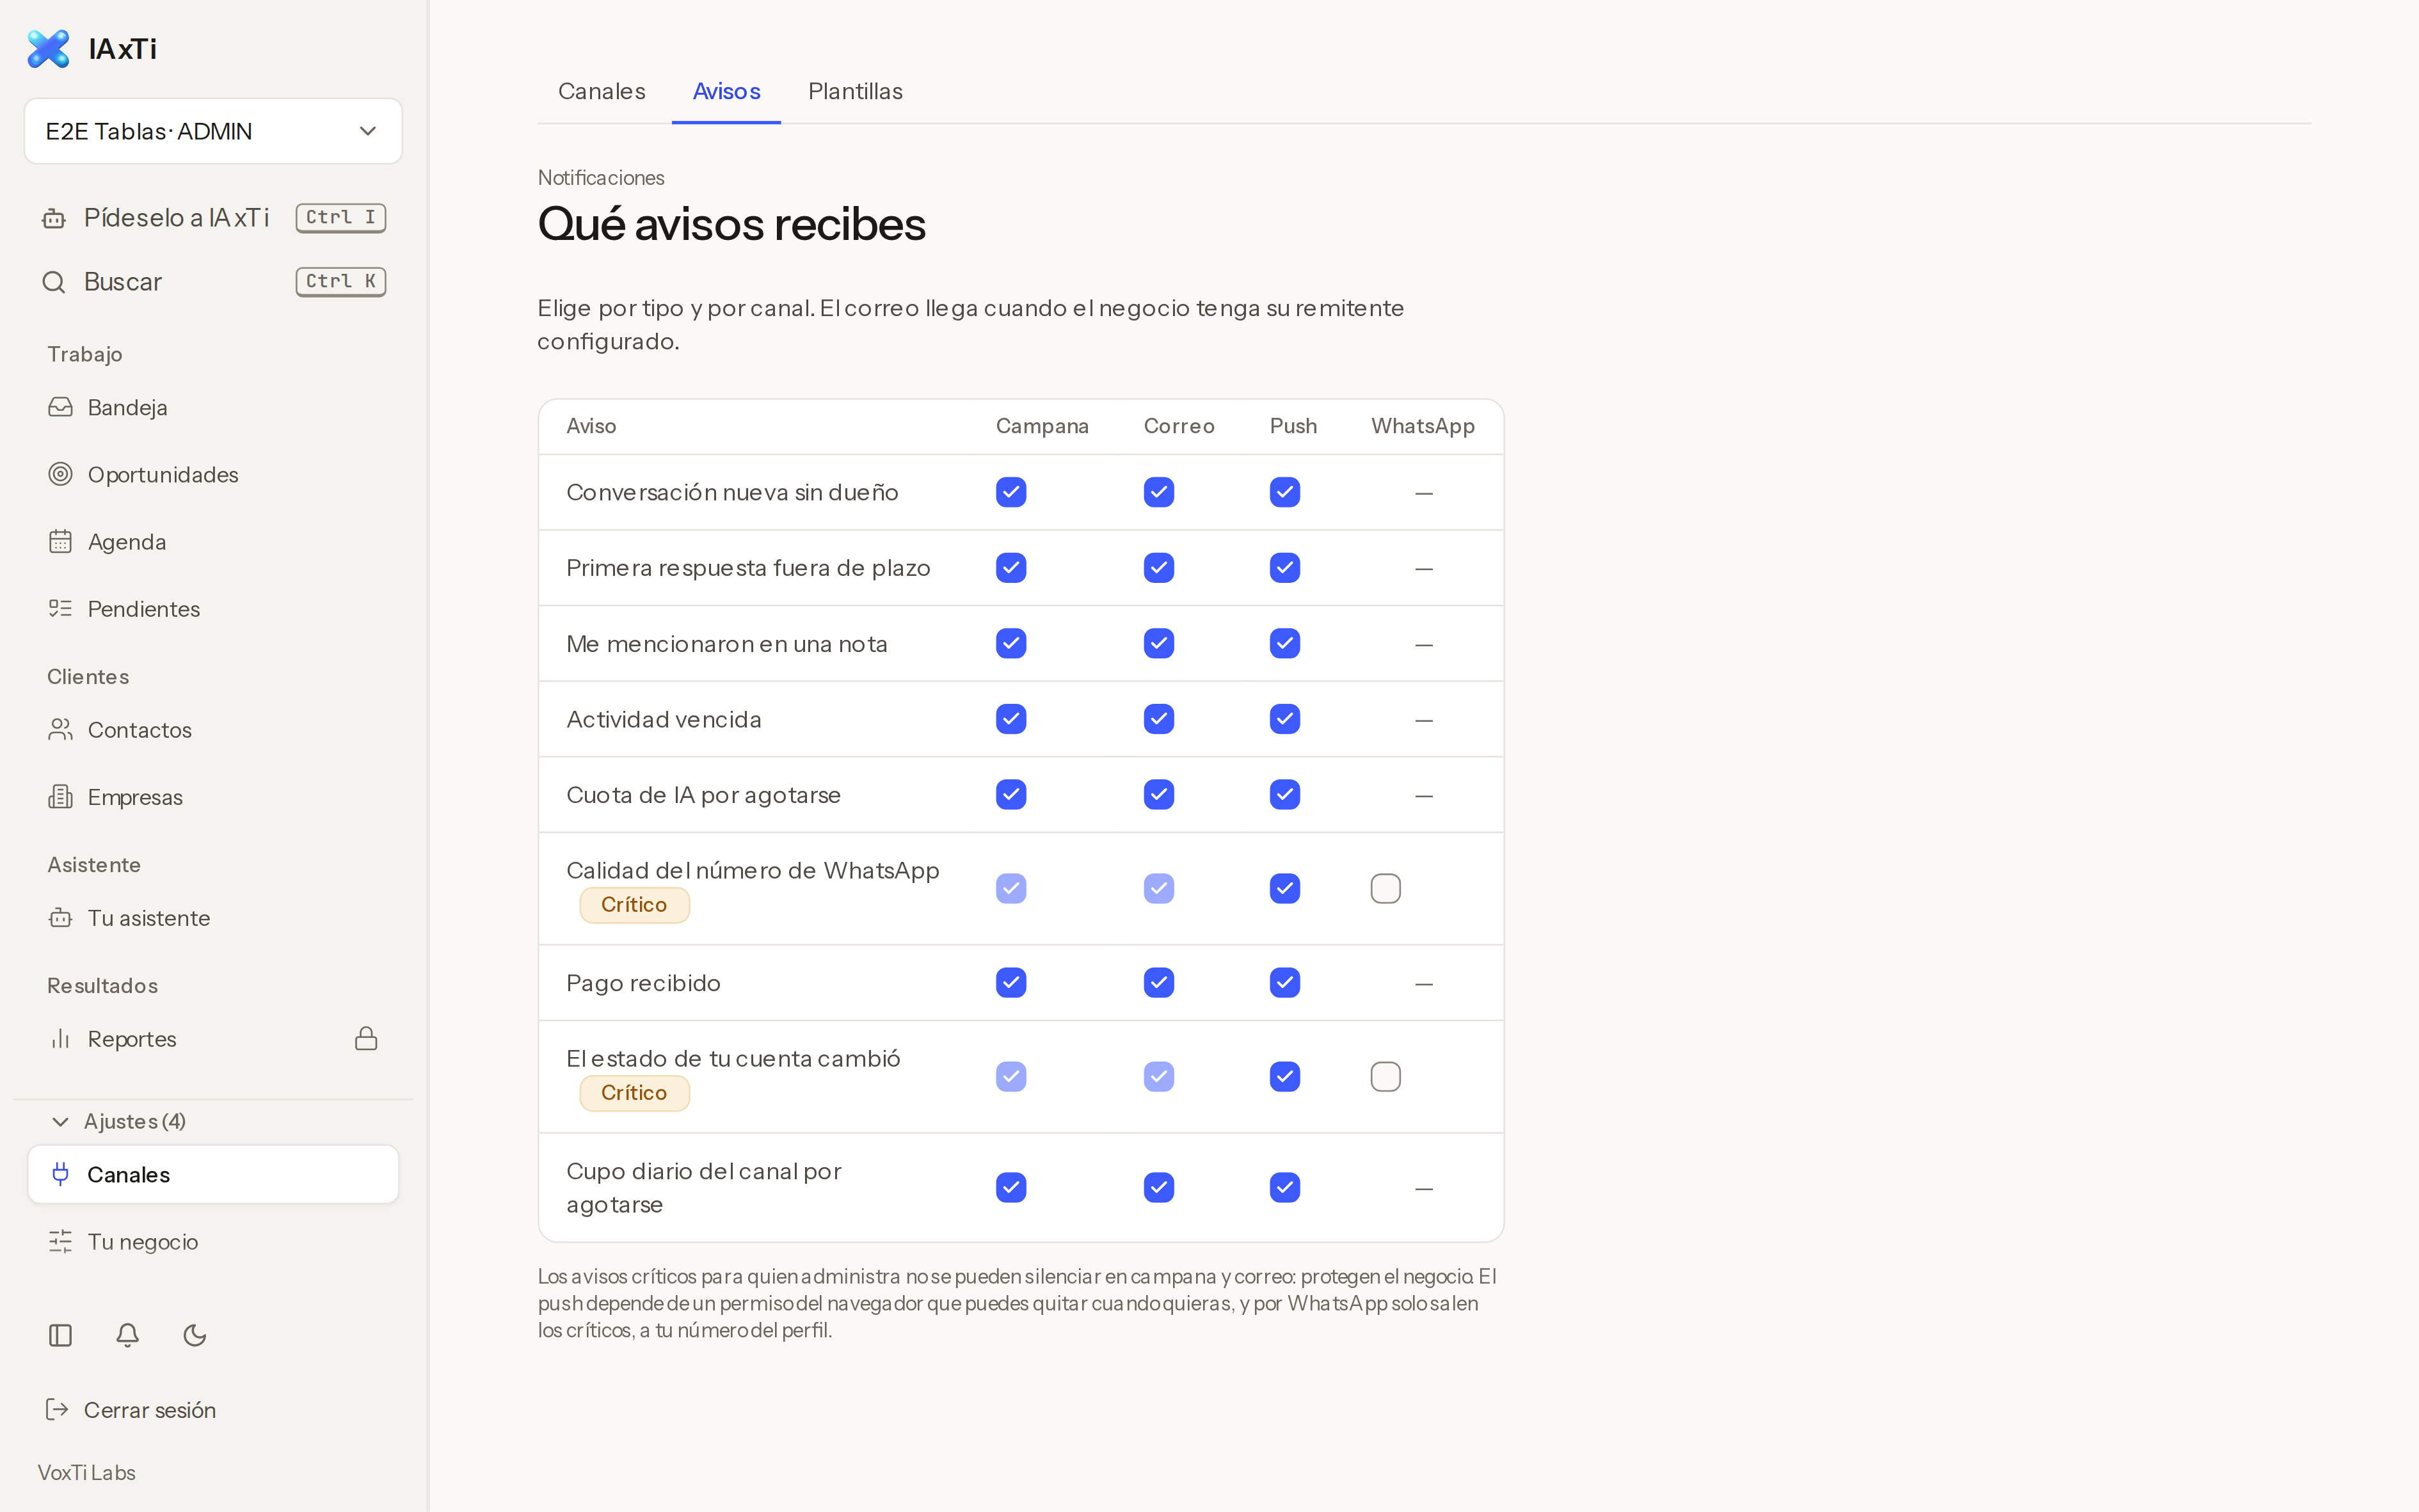 IAxTi
E2E Tablas · ADMIN
Pídeselo a IAxTi
Ctrl I
Buscar
Ctrl K
Trabajo
Bandeja
Oportunidades
Agenda
Pendientes
Clientes
Contactos
Empresas
Asistente
Tu asistente
Resultados
Reportes
Ajustes (4)
Canales
Tu negocio
Cerrar sesión
VoxTi Labs
Canales Avisos Plantillas
Notificaciones
Qué avisos recibes
Elige por tipo y por canal. El correo llega cuando el negocio tenga su remitente
configurado.
Aviso Campana Correo Push WhatsApp
Conversación nueva sin dueño —
Primera respuesta fuera de plazo —
Me mencionaron en una nota —
Actividad vencida —
Cuota de IA por agotarse —
Calidad del número de WhatsApp
Crítico
Pago recibido —
El estado de tu cuenta cambió
Crítico
Cupo diario del canal por
agotarse —
Los avisos críticos para quien administra no se pueden silenciar en campana y correo: protegen el negocio. El
push depende de un permiso del navegador que puedes quitar cuando quieras, y por WhatsApp solo salen
los críticos, a tu número del perfil.